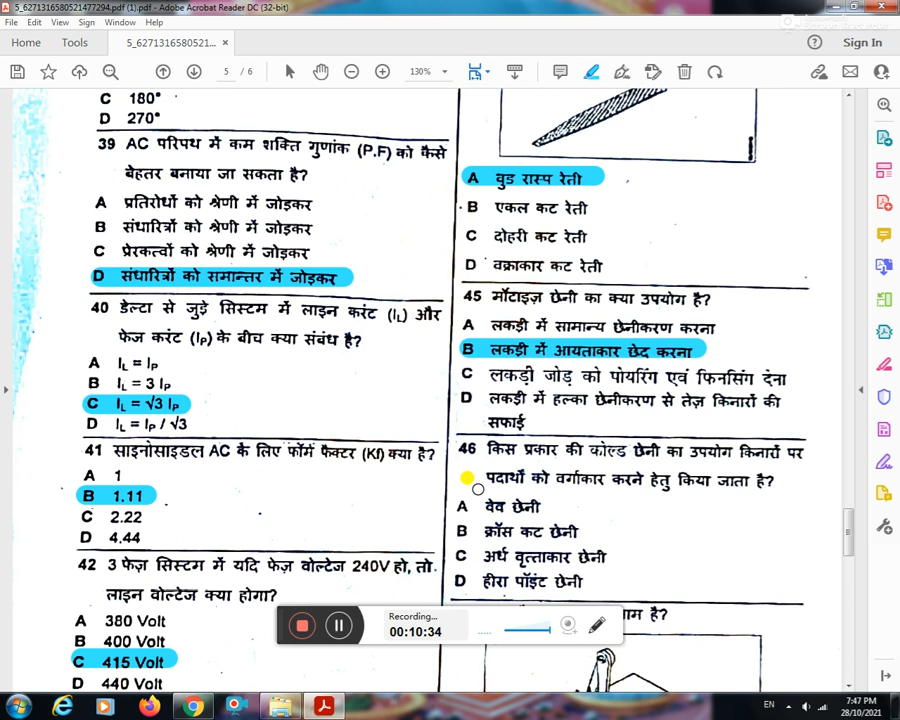 5_6271316580521477294.pdf (1).pdf - Adobe Acrobat Reader DC (32-bit)
File Edit View Sign Window Help
Home Tools 5_6271316580521... × Sign In
5 / 6 130%
C 180°
D 270°
39 AC परिपथ में कम शक्ति गुणांक (P.F) को कैसे
बेहतर बनाया जा सकता है?
A प्रतिरोधों को श्रेणी में जोड़कर
B संधारित्रों को श्रेणी में जोड़कर
C प्रेरकत्वों को श्रेणी में जोड़कर
D संधारित्रों को समान्तर में जोड़कर
40 डेल्टा से जुड़े सिस्टम में लाइन करंट (IL) और
फेज करंट (IP) के बीच क्या संबंध है?
A IL = IP
B IL = 3 IP
C IL = √3 IP
D IL = IP / √3
41 साइनोसाइडल AC के लिए फॉर्म फैक्टर (Kf) क्या है?
A 1
B 1.11
C 2.22
D 4.44
42 3 फेज़ सिस्टम में यदि फेज़ वोल्टेज 240V हो, तो
लाइन वोल्टेज क्या होगा?
A 380 Volt
B 400 Volt
C 415 Volt
D 440 Volt
A वुड रास्प रेती
B एकल कट रेती
C दोहरी कट रेती
D वक्राकार कट रेती
45 मॉटाइज़ छेनी का क्या उपयोग है?
A लकड़ी में सामान्य छेनीकरण करना
B लकड़ी में आयताकार छेद करना
C लकड़ी जोड़ को पोयरिंग एवं फिनसिंग देना
D लकड़ी में हल्का छेनीकरण से तेज़ किनारों की
सफाई
46 किस प्रकार की कोल्ड छेनी का उपयोग किनारों पर
पदार्थो को वर्गाकार करने हेतु किया जाता है?
A वेव छेनी
B क्रॉस कट छेनी
C अर्ध वृत्ताकार छेनी
D हीरा पॉइंट छेनी
नाम है?
Recording...
00:10:34
EN 7:47 PM
28/10/2021